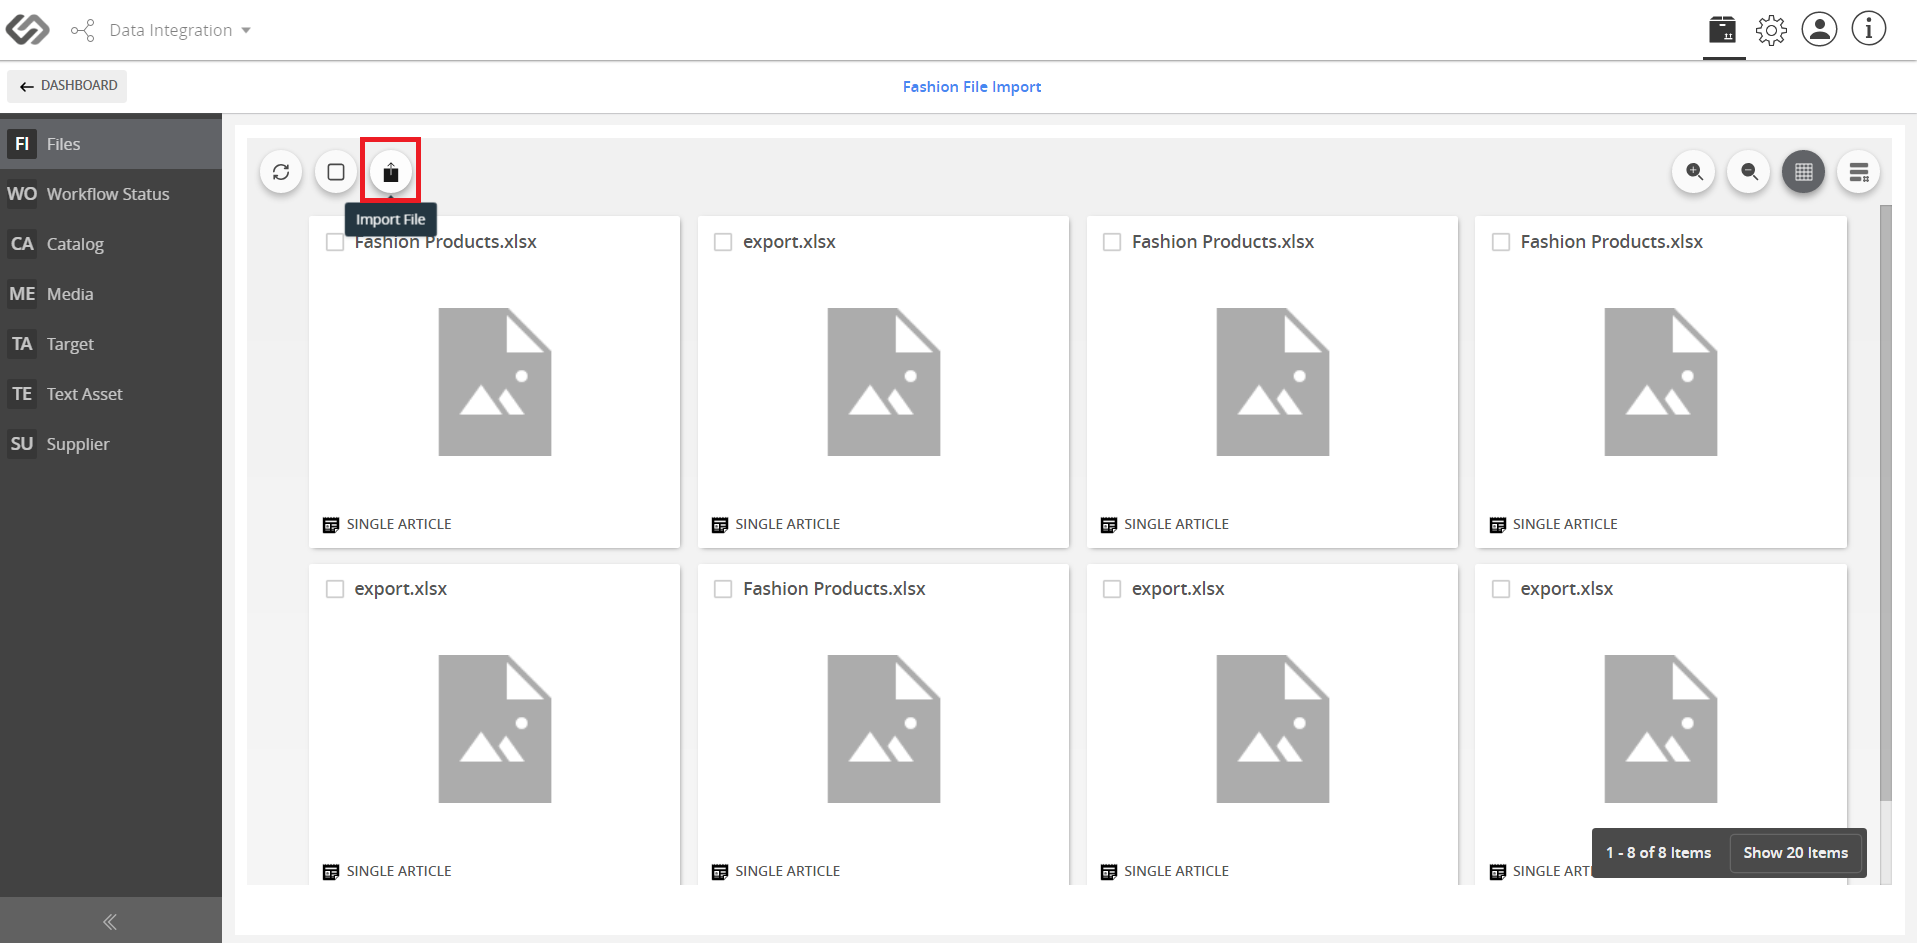 Data Integration
DASHBOARD
Fashion File Import
FI Files
WO Workflow Status
CA Catalog
ME Media
TA Target
TE Text Asset
SU Supplier
Import File
Fashion Products.xlsx
export.xlsx
Fashion Products.xlsx
Fashion Products.xlsx
SINGLE ARTICLE
SINGLE ARTICLE
SINGLE ARTICLE
SINGLE ARTICLE
export.xlsx
Fashion Products.xlsx
export.xlsx
export.xlsx
SINGLE ARTICLE
SINGLE ARTICLE
SINGLE ARTICLE
SINGLE ART
1 - 8 of 8 Items
Show 20 Items